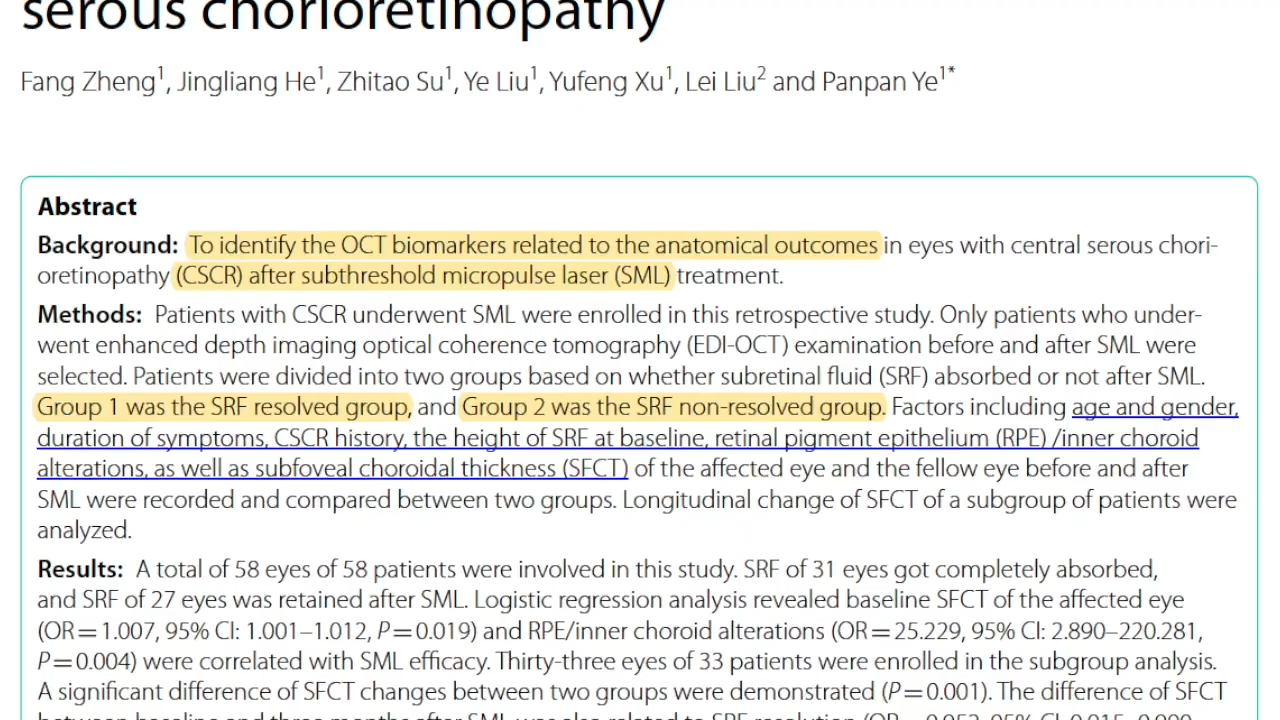 serous chorioretinopathy
Fang Zheng1, Jingliang He1, Zhitao Su1, Ye Liu1, Yufeng Xu1, Lei Liu2 and Panpan Ye1*
Abstract
Background: To identify the OCT biomarkers related to the anatomical outcomes in eyes with central serous chori-
oretinopathy (CSCR) after subthreshold micropulse laser (SML) treatment.
Methods: Patients with CSCR underwent SML were enrolled in this retrospective study. Only patients who under-
went enhanced depth imaging optical coherence tomography (EDI-OCT) examination before and after SML were
selected. Patients were divided into two groups based on whether subretinal fluid (SRF) absorbed or not after SML.
Group 1 was the SRF resolved group, and Group 2 was the SRF non-resolved group. Factors including age and gender,
duration of symptoms, CSCR history, the height of SRF at baseline, retinal pigment epithelium (RPE) /inner choroid
alterations, as well as subfoveal choroidal thickness (SFCT) of the affected eye and the fellow eye before and after
SML were recorded and compared between two groups. Longitudinal change of SFCT of a subgroup of patients were
analyzed.
Results: A total of 58 eyes of 58 patients were involved in this study. SRF of 31 eyes got completely absorbed,
and SRF of 27 eyes was retained after SML. Logistic regression analysis revealed baseline SFCT of the affected eye
(OR=1.007, 95% CI: 1.001–1.012, P=0.019) and RPE/inner choroid alterations (OR=25.229, 95% CI: 2.890–220.281,
P=0.004) were correlated with SML efficacy. Thirty-three eyes of 33 patients were enrolled in the subgroup analysis.
A significant difference of SFCT changes between two groups were demonstrated (P=0.001). The difference of SFCT
between baseline and three months after SML was also related to SRF resolution